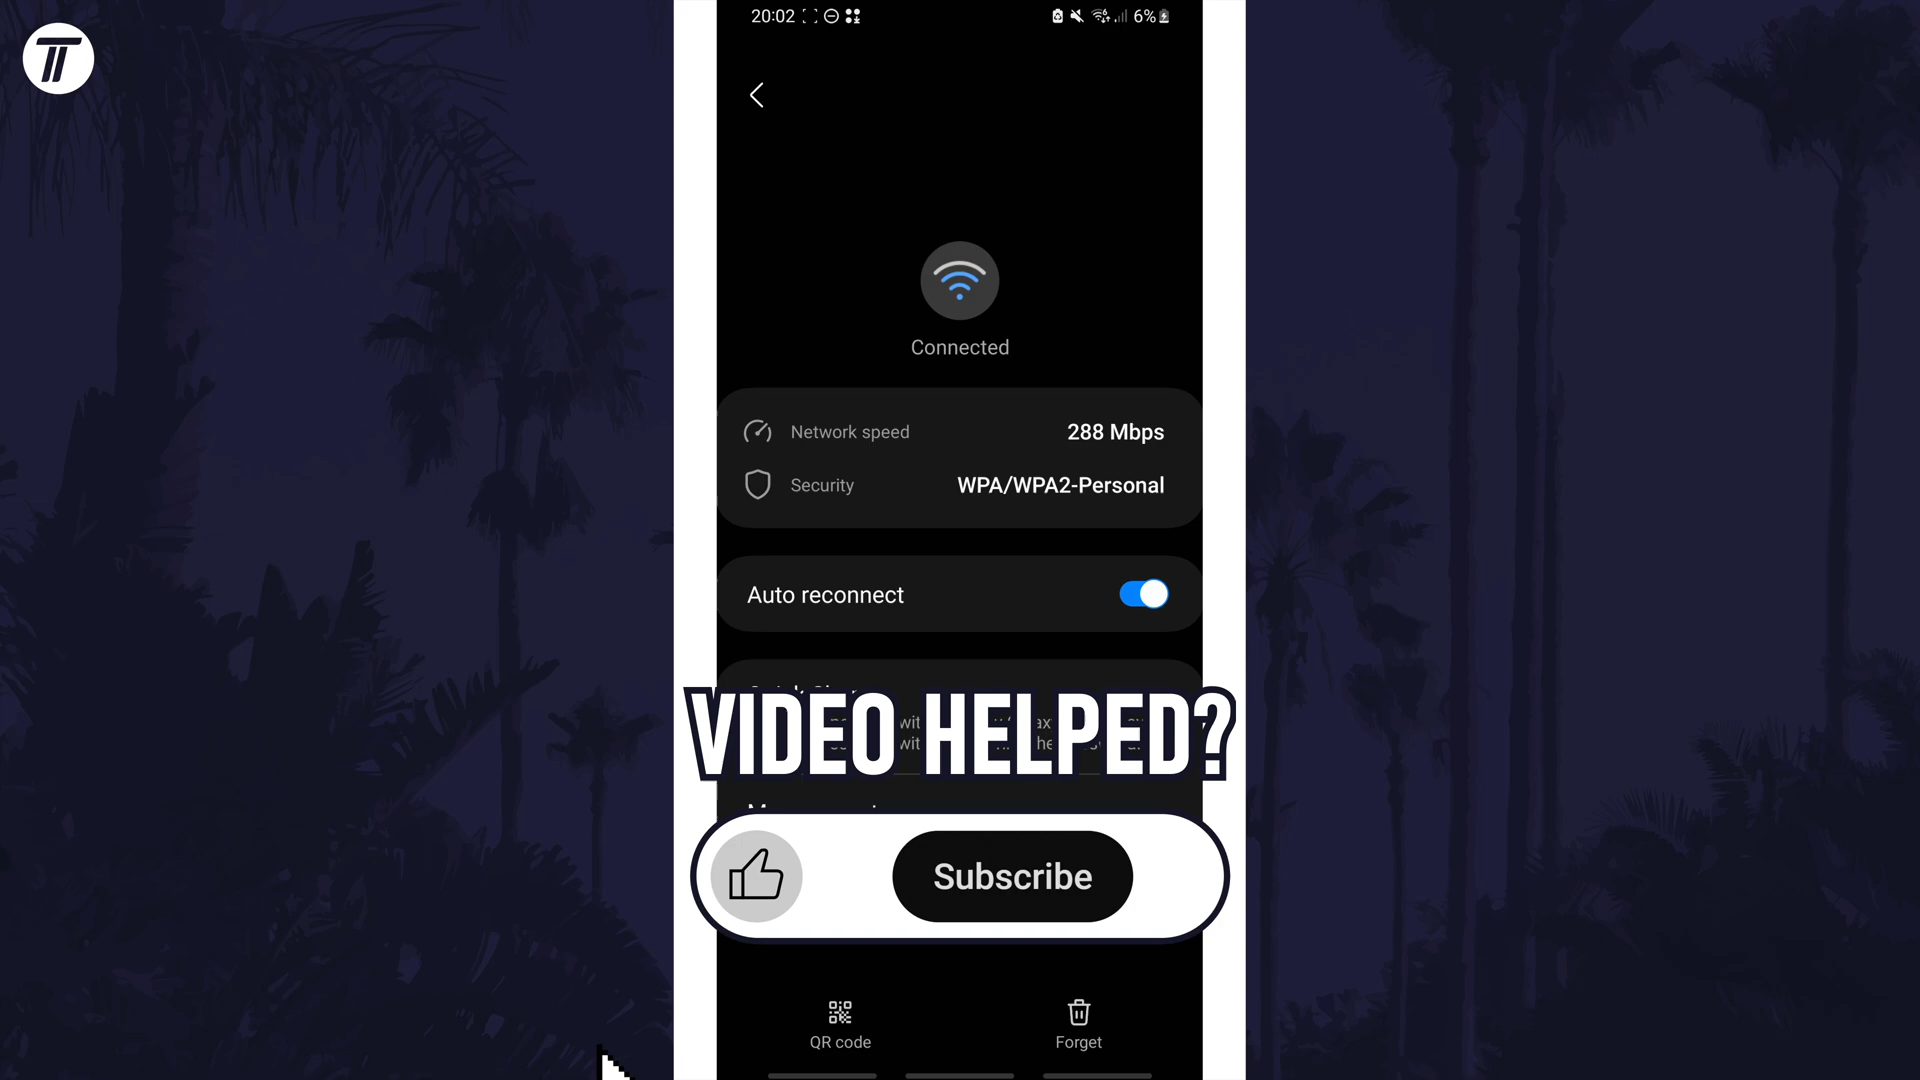 20:02
6%
Connected
Network speed 288 Mbps
Security WPA/WPA2-Personal
Auto reconnect
VIDEO HELPED?
Subscribe
QR code Forget